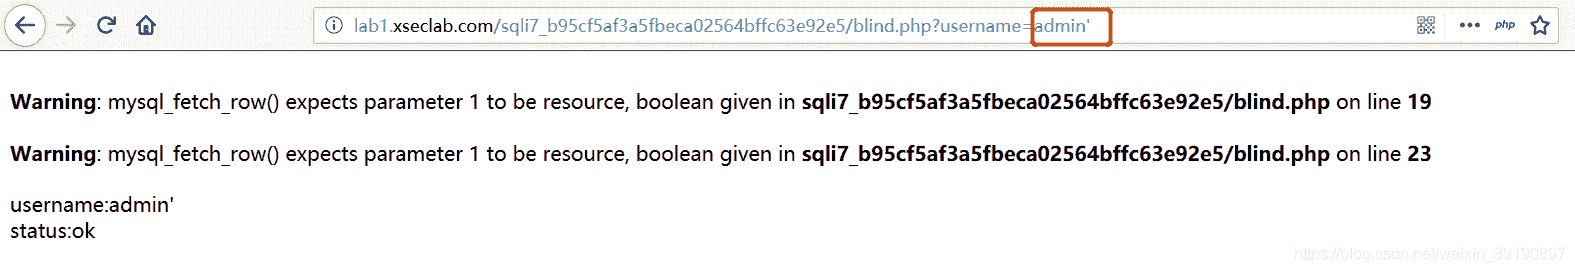 lab1.xseclab.com/sqli7_b95cf5af3a5fbeca02564bffc63e92e5/blind.php?username=admin'
php
Warning: mysql_fetch_row() expects parameter 1 to be resource, boolean given in sqli7_b95cf5af3a5fbeca02564bffc63e92e5/blind.php on line 19
Warning: mysql_fetch_row() expects parameter 1 to be resource, boolean given in sqli7_b95cf5af3a5fbeca02564bffc63e92e5/blind.php on line 23
username:admin'
status:ok
https://blog.csdn.net/weixin_39190897